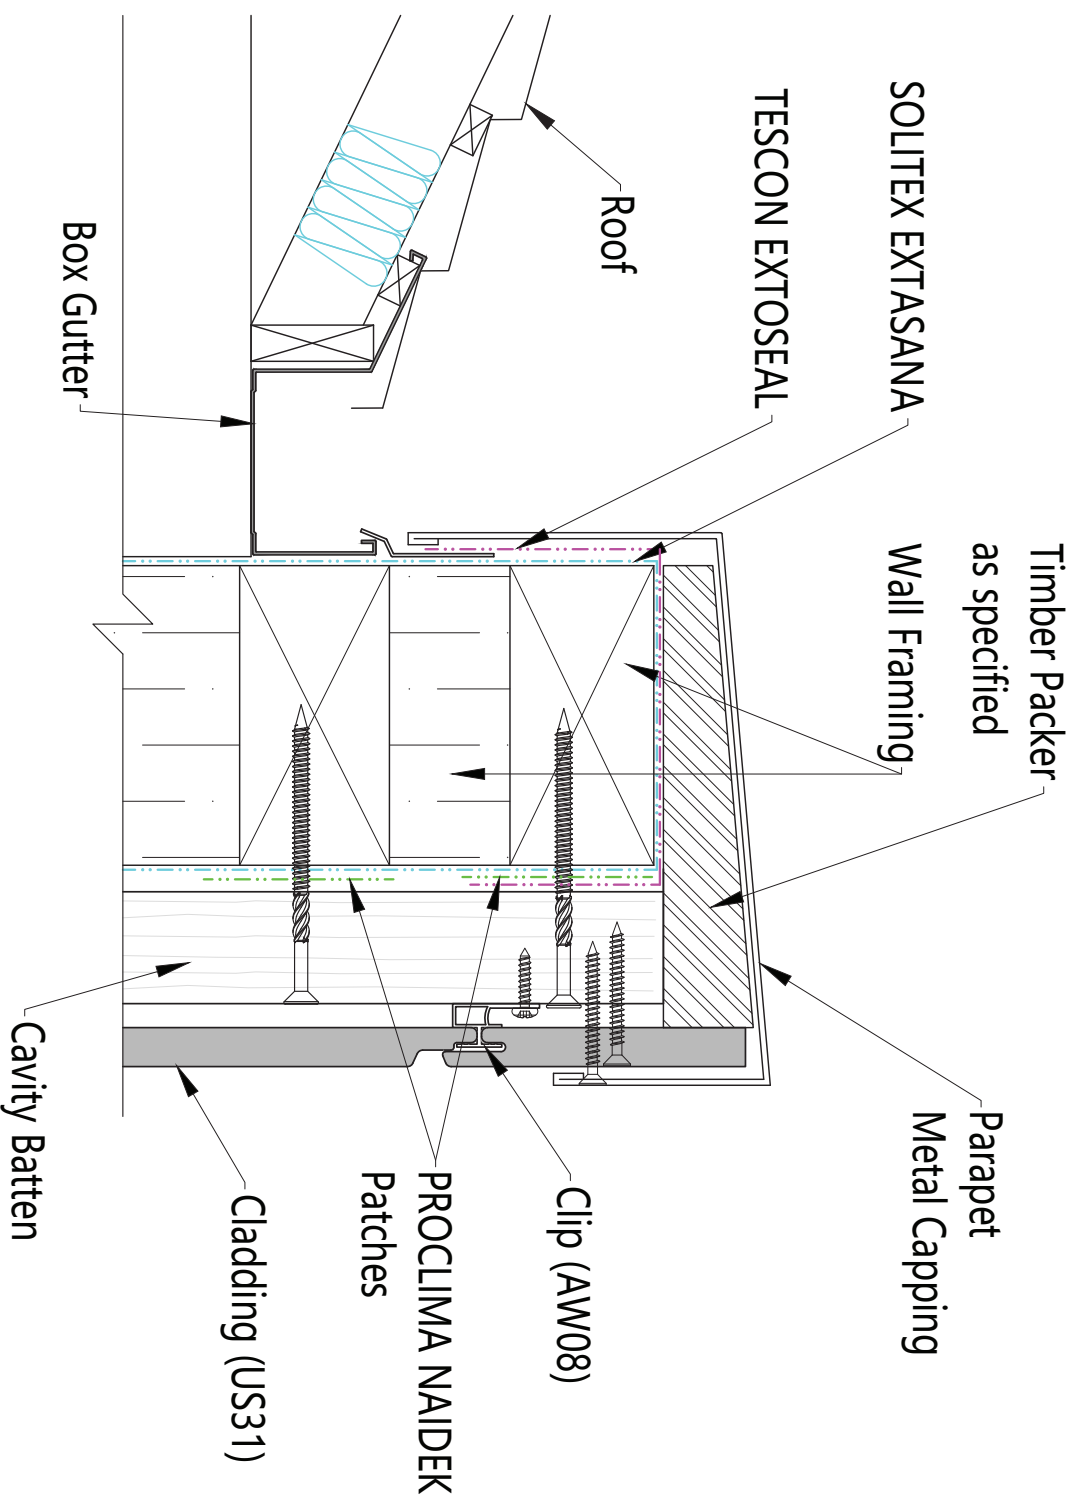 Timber Packer
as specified
Parapet
Metal Capping
SOLITEX EXTASANA
Wall Framing
TESCON EXTOSEAL
Roof
Clip (AW08)
PROCLIMA NAIDEK
Patches
Box Gutter
Cladding (US31)
Cavity Batten